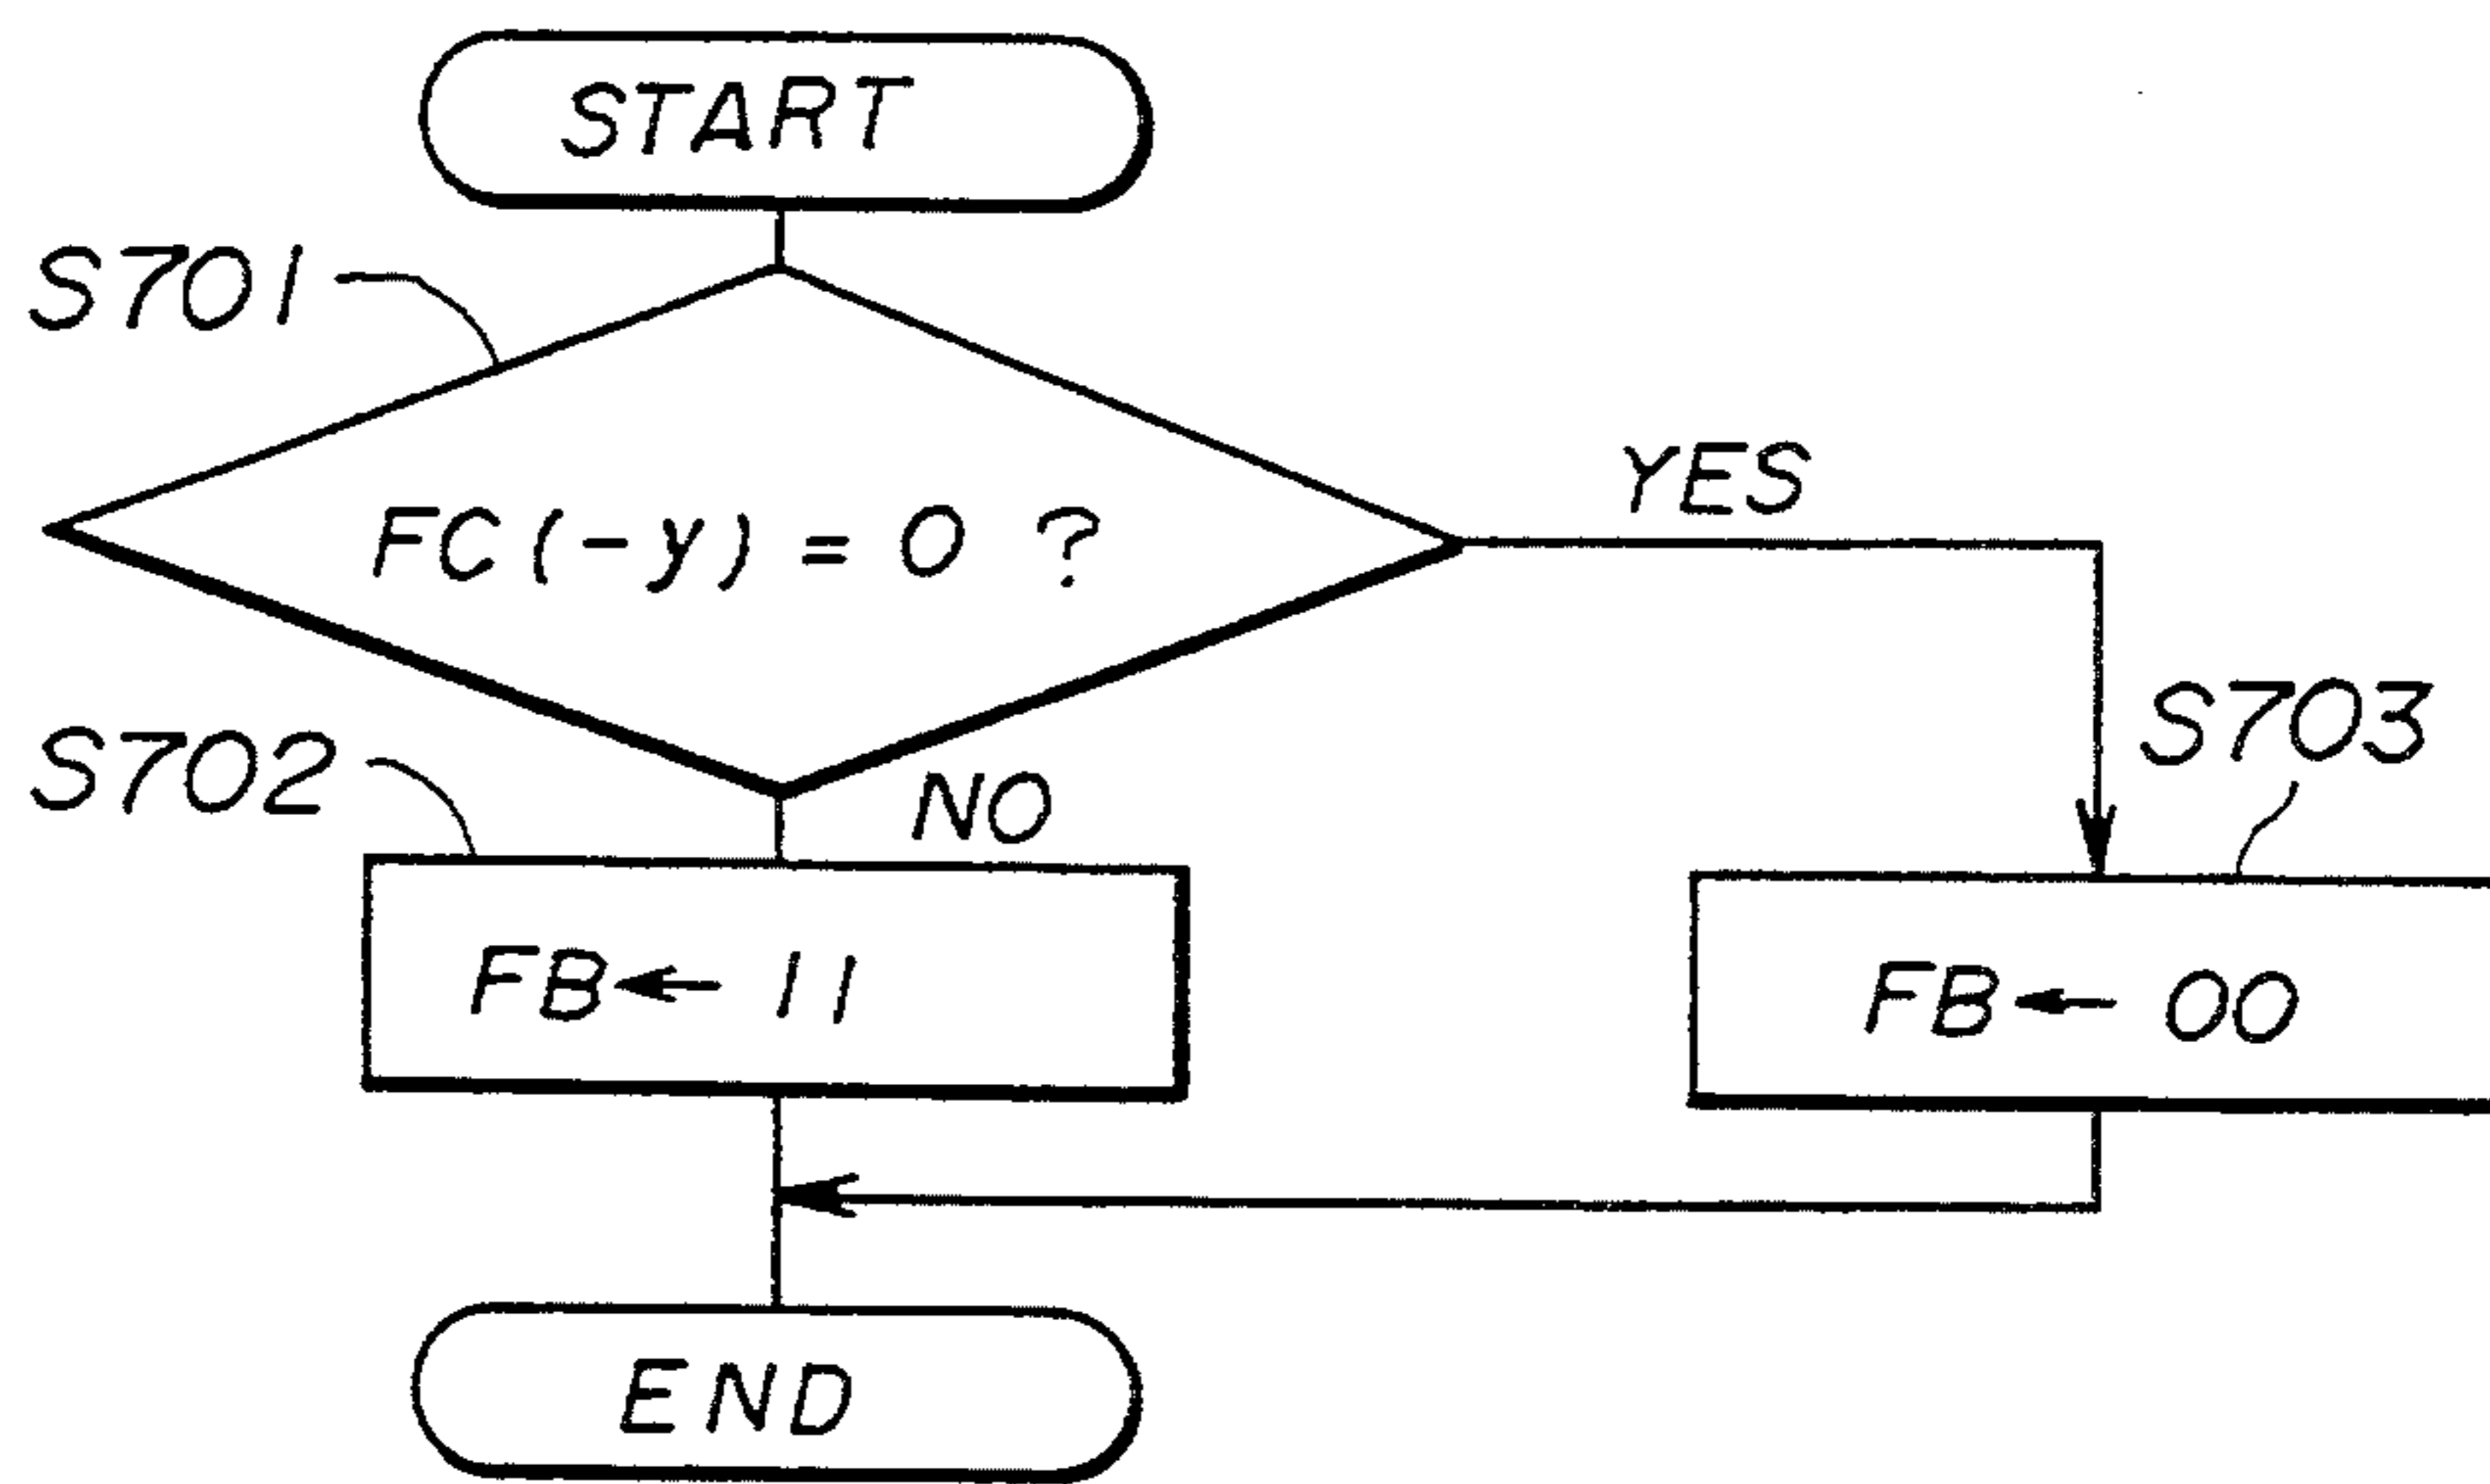 START
S701
FC(-y) = 0 ?
YES
S702
NO
S703
FB← 11
FB← 00
END